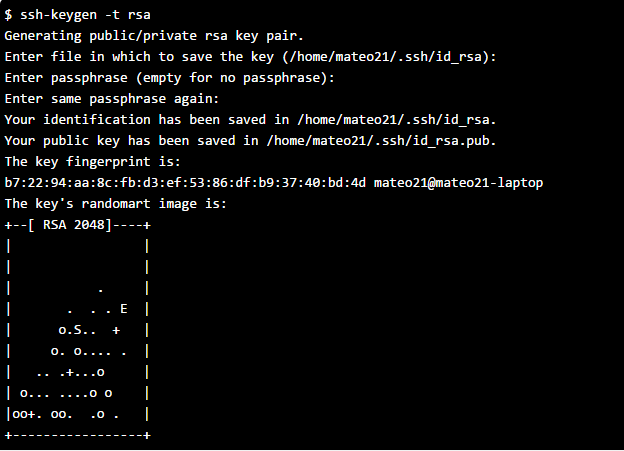 $ ssh-keygen -t rsa
Generating public/private rsa key pair.
Enter file in which to save the key (/home/mateo21/.ssh/id_rsa):
Enter passphrase (empty for no passphrase):
Enter same passphrase again:
Your identification has been saved in /home/mateo21/.ssh/id_rsa.
Your public key has been saved in /home/mateo21/.ssh/id_rsa.pub.
The key fingerprint is:
b7:22:94:aa:8c:fb:d3:ef:53:86:df:b9:37:40:bd:4d mateo21@mateo21-laptop
The key's randomart image is:
+--[ RSA 2048]----+
|                 |
|                 |
|           .     |
|       .  . . E  |
|      o.S..  +   |
|     o. o.... .  |
|   .. .+...o     |
| o... ....o o    |
|oo+. oo.  .o .   |
+-----------------+